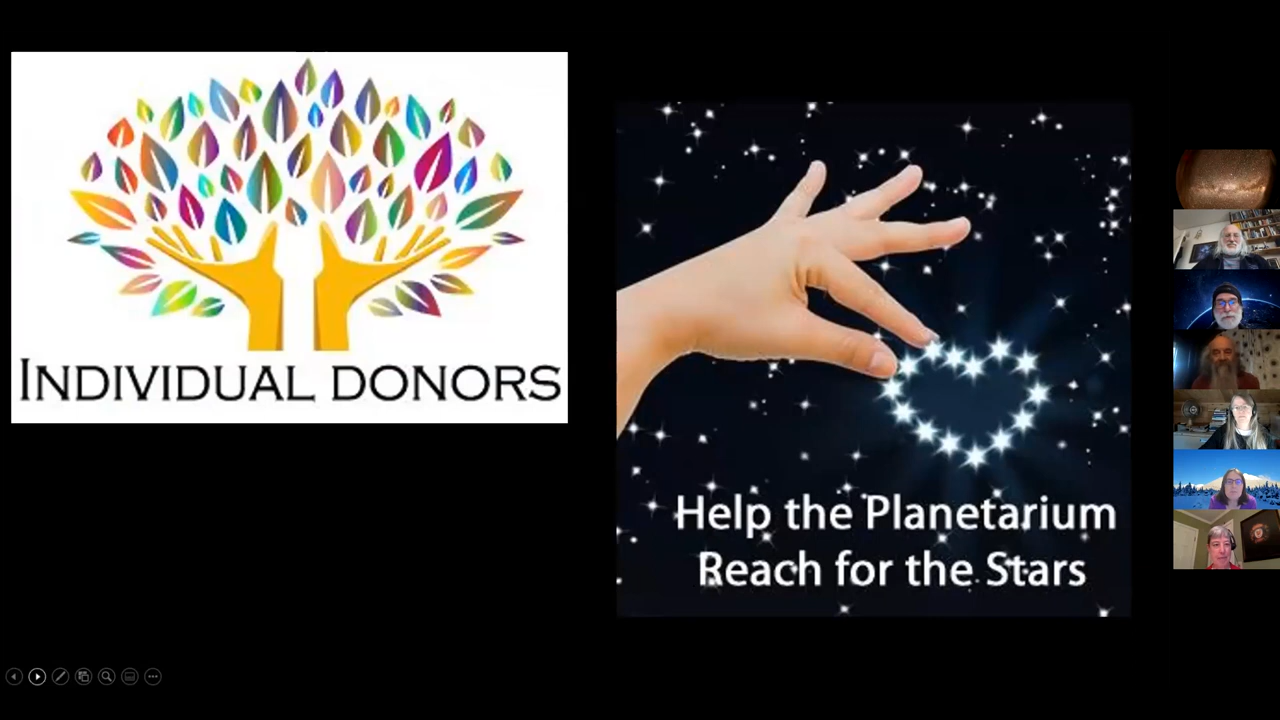 INDIVIDUAL DONORS
Help the Planetarium
Reach for the Stars